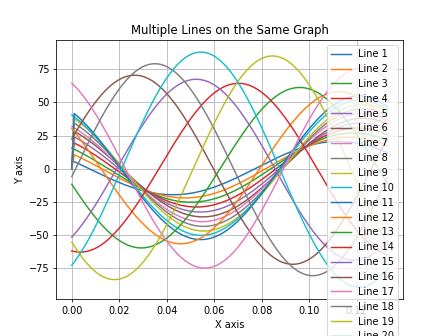 Multiple Lines on the Same Graph
Y axis
75
50
25
0
−25
−50
−75
0.00
0.02
0.04
0.06
0.08
0.10
X axis
Line 1
Line 2
Line 3
Line 4
Line 5
Line 6
Line 7
Line 8
Line 9
Line 10
Line 11
Line 12
Line 13
Line 14
Line 15
Line 16
Line 17
Line 18
Line 19
Line 20